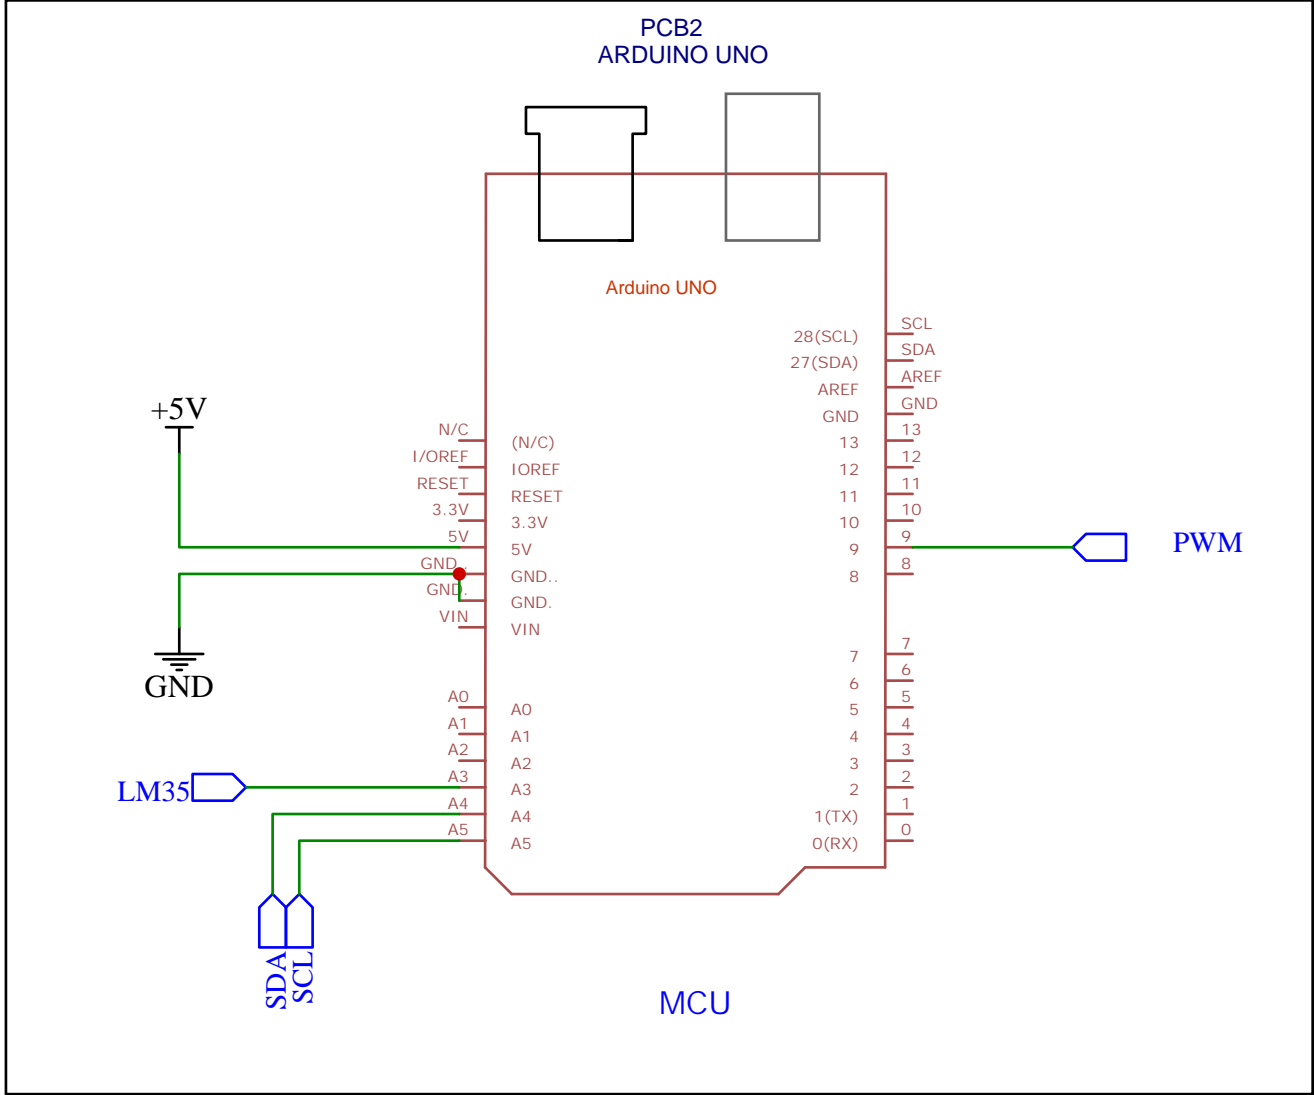 PCB2
ARDUINO UNO
Arduino UNO
SCL
28(SCL)
SDA
27(SDA)
AREF
AREF
GND
GND
13
13
12
12
11
11
10
10
9
9
8
8
7
7
6
6
5
5
4
4
3
3
2
2
1
1(TX)
0
0(RX)
+5V
N/C
(N/C)
I/OREF
IOREF
RESET
RESET
3.3V
3.3V
5V
5V
GND..
GND..
GND.
GND.
VIN
VIN
GND
A0
A0
A1
A1
A2
A2
A3
A3
A4
A4
A5
A5
LM35
SDA
SCL
PWM
MCU